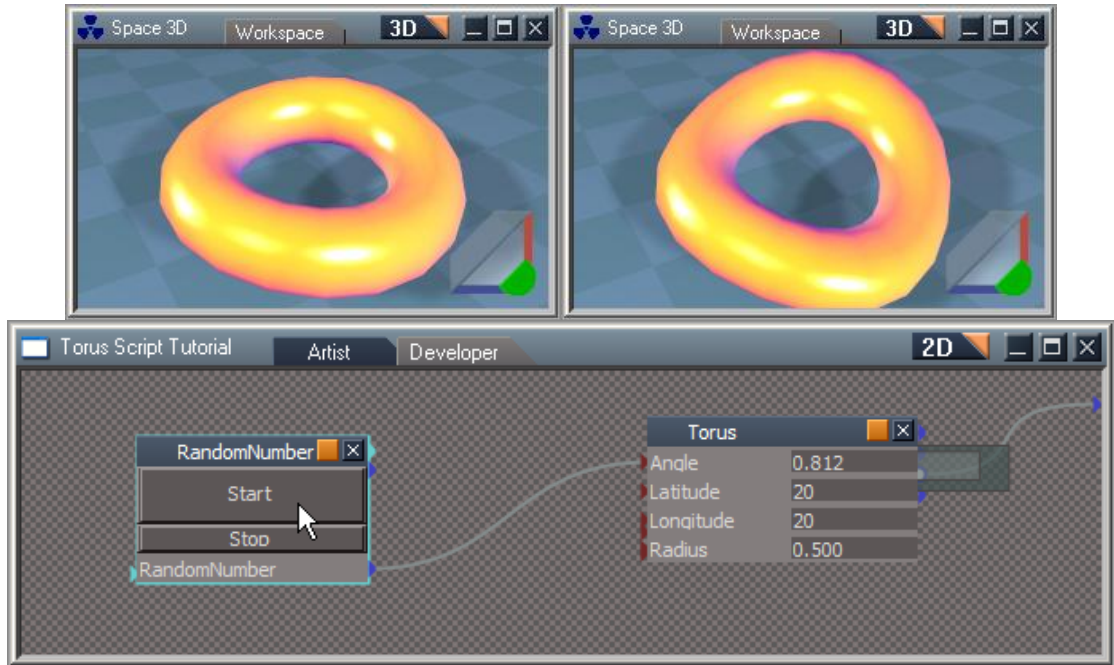 Space 3D Workspace 3D
Space 3D Workspace 3D
Torus Script Tutorial Artist Developer 2D
RandomNumber
Start
Stop
RandomNumber
Torus
Angle 0.812
Latitude 20
Longitude 20
Radius 0.500